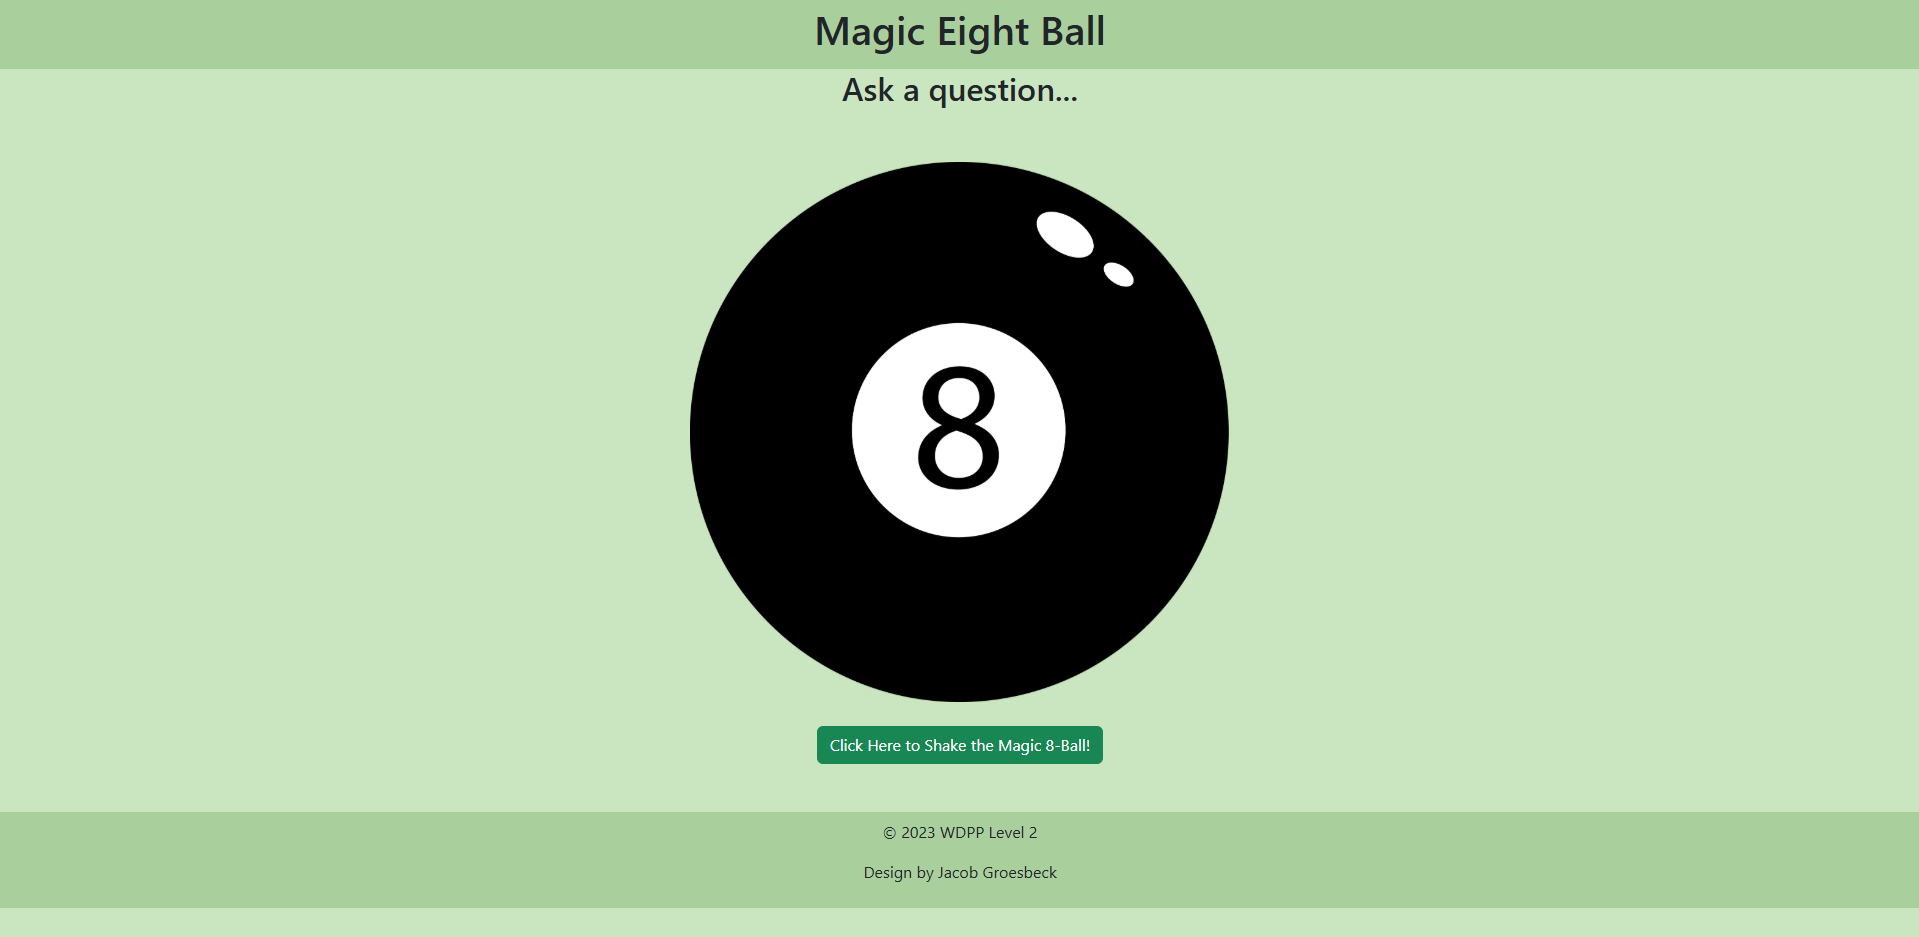 Magic Eight Ball
Ask a question...
8
Click Here to Shake the Magic 8-Ball!
© 2023 WDPP Level 2
Design by Jacob Groesbeck